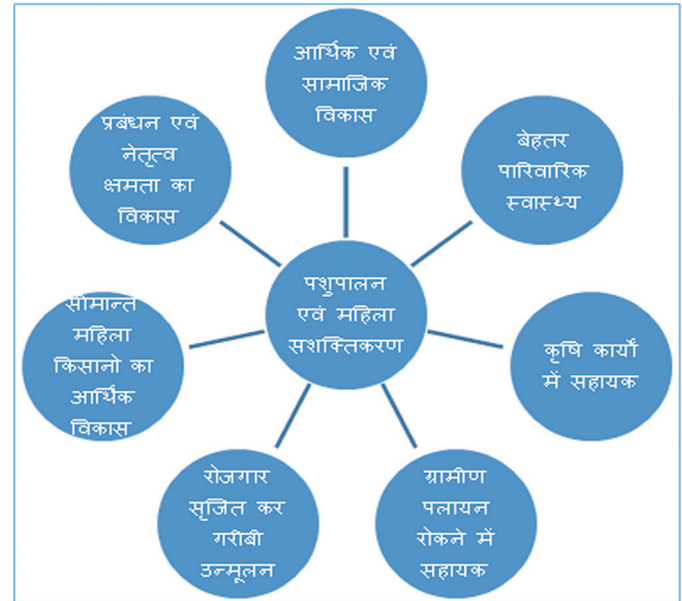 आर्थिक एवं
सामाजिक
विकास
बेहतर
पारिवारिक
स्वास्थ्य
कृषि कार्यों
में सहायक
ग्रामीण
पलायन
रोकने में
सहायक
रोजगार
सृजित कर
गरीबी
उन्मूलन
सीमान्त
महिला
किसानो का
आर्थिक
विकास
प्रबंधन एवं
नेतृत्व
क्षमता का
विकास
पशुपालन
एवं महिला
सशक्तिकरण